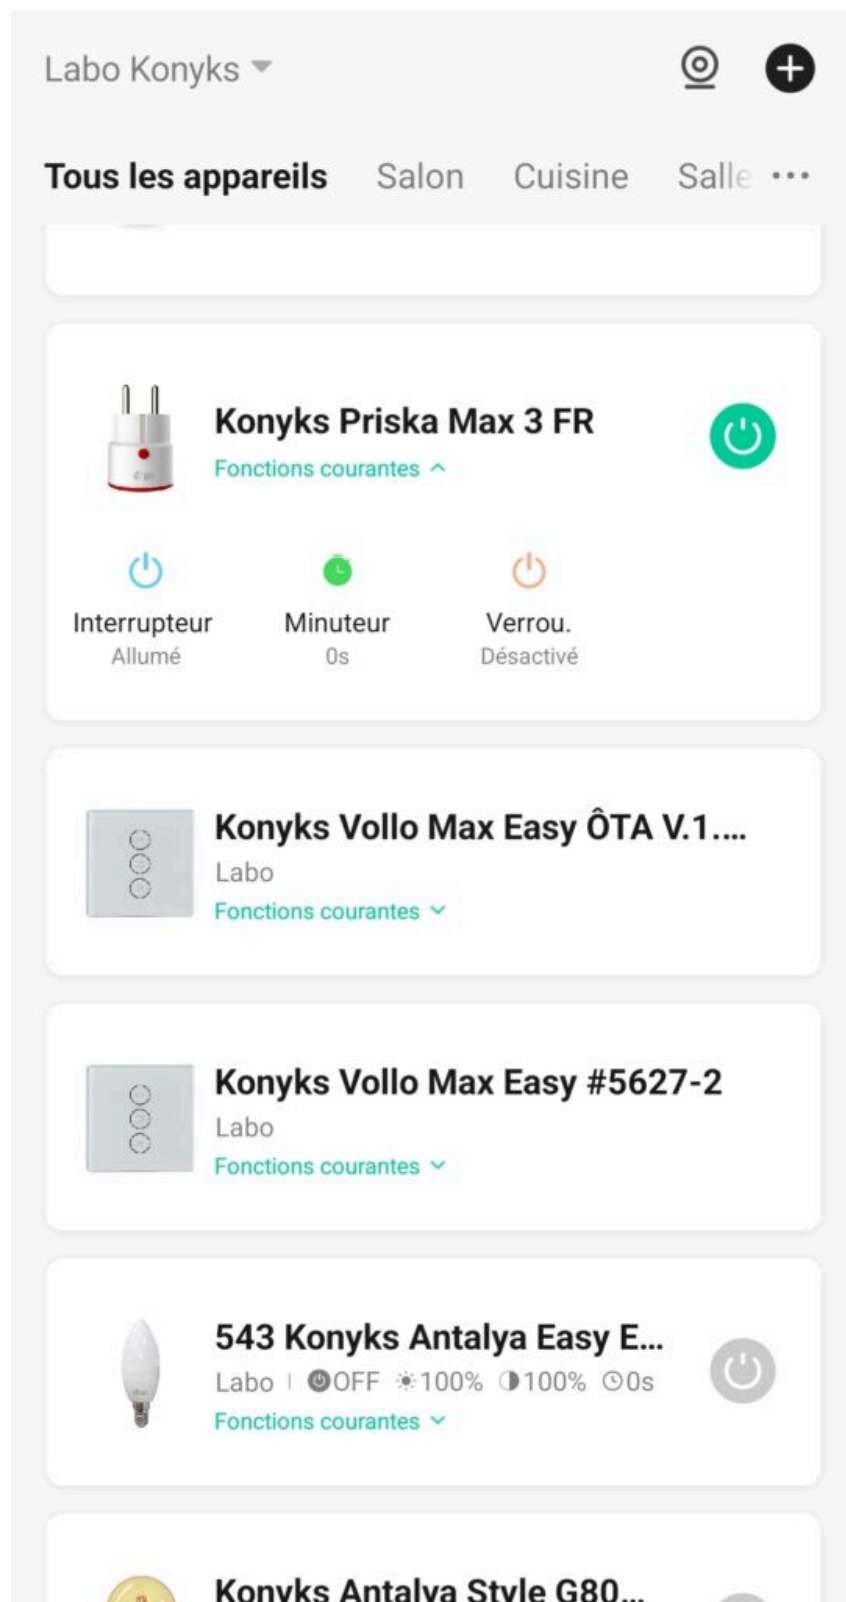 Labo Konyks
Tous les appareils Salon Cuisine Salle
Konyks Priska Max 3 FR
Fonctions courantes
Interrupteur Minuteur Verrou.
Allumé 0s Désactivé
Konyks Vollo Max Easy ÔTA V.1....
Labo
Fonctions courantes
Konyks Vollo Max Easy #5627-2
Labo
Fonctions courantes
543 Konyks Antalya Easy E...
Labo OFF 100% 100% 0s
Fonctions courantes
Konyks Antalya Style G80...